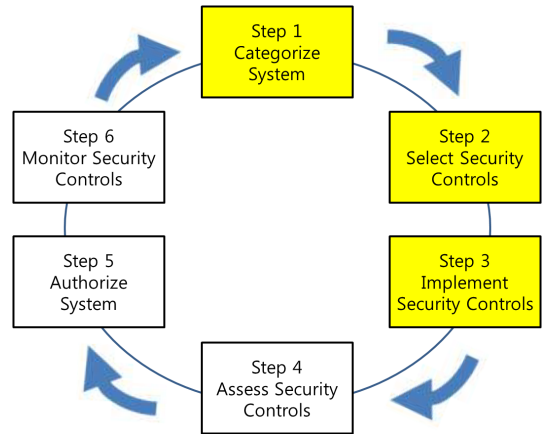 Step 1
Categorize
System
Step 2
Select Security
Controls
Step 3
Implement
Security Controls
Step 4
Assess Security
Controls
Step 5
Authorize
System
Step 6
Monitor Security
Controls